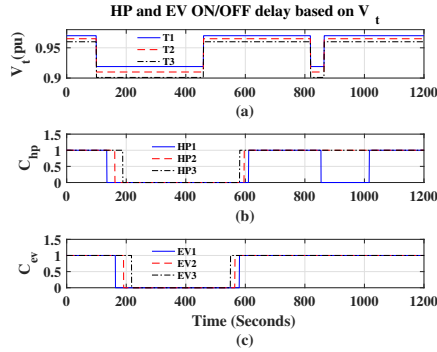 HP and EV ON/OFF delay based on V t
V t (pu)
0.95
0.9
T1
T2
T3
0 200 400 600 800 1000 1200
(a)
C hp
1.5
1
0.5
0
HP1
HP2
HP3
0 200 400 600 800 1000 1200
(b)
C ev
1.5
1
0.5
0
EV1
EV2
EV3
0 200 400 600 800 1000 1200
Time (Seconds)
(c)